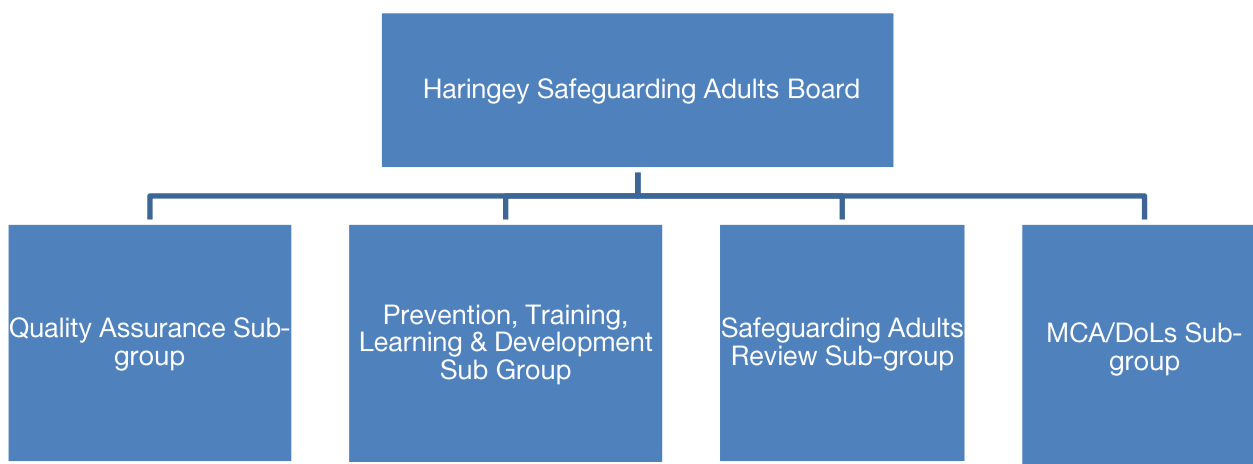 Haringey Safeguarding Adults Board
Quality Assurance Sub-
group
Prevention, Training,
Learning & Development
Sub Group
Safeguarding Adults
Review Sub-group
MCA/DoLs Sub-
group